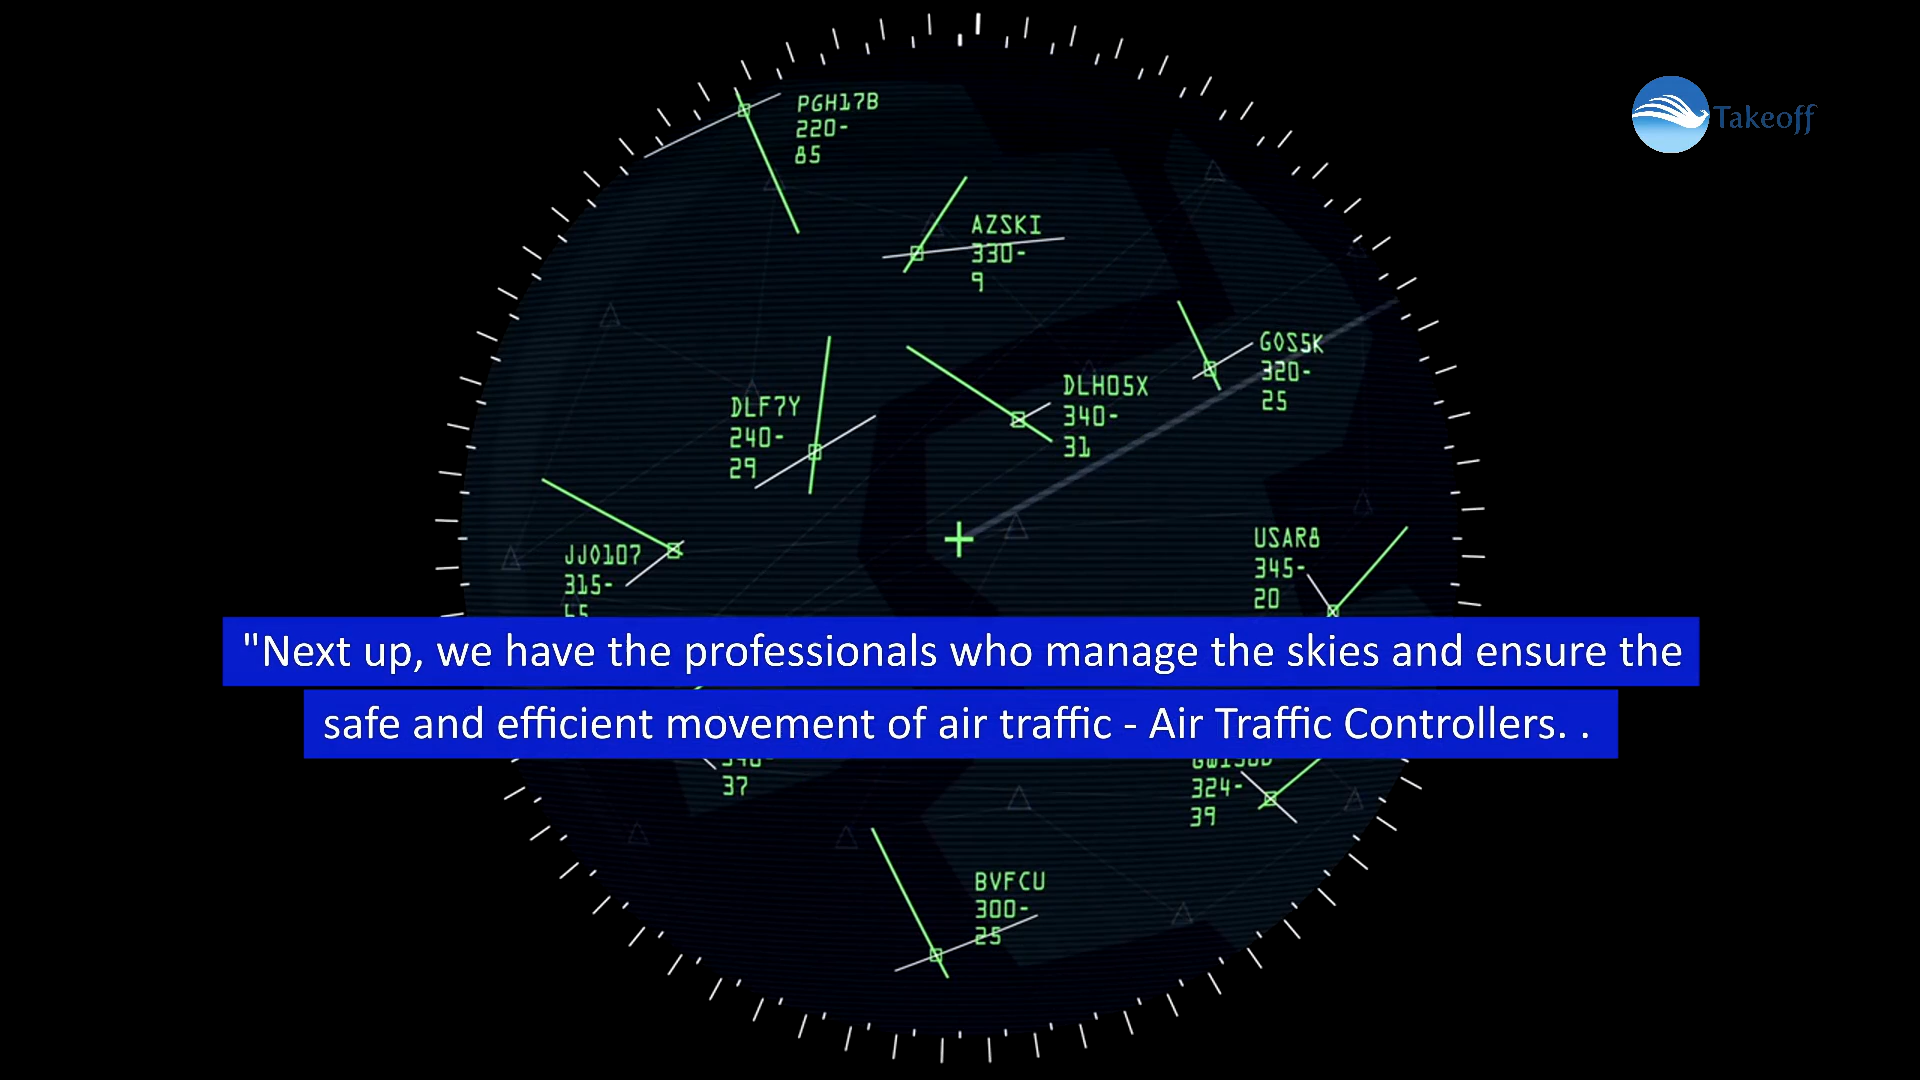 PGH17B
220-
85
Takeoff
AZSKI
330-
9
GOS5K
320-
25
DLH05X
340-
31
DLF7Y
240-
29
JJ0107
315-
USAR8
345-
20
"Next up, we have the professionals who manage the skies and ensure the
safe and efficient movement of air traffic - Air Traffic Controllers. .
37
324-
39
BVFCU
300-
25